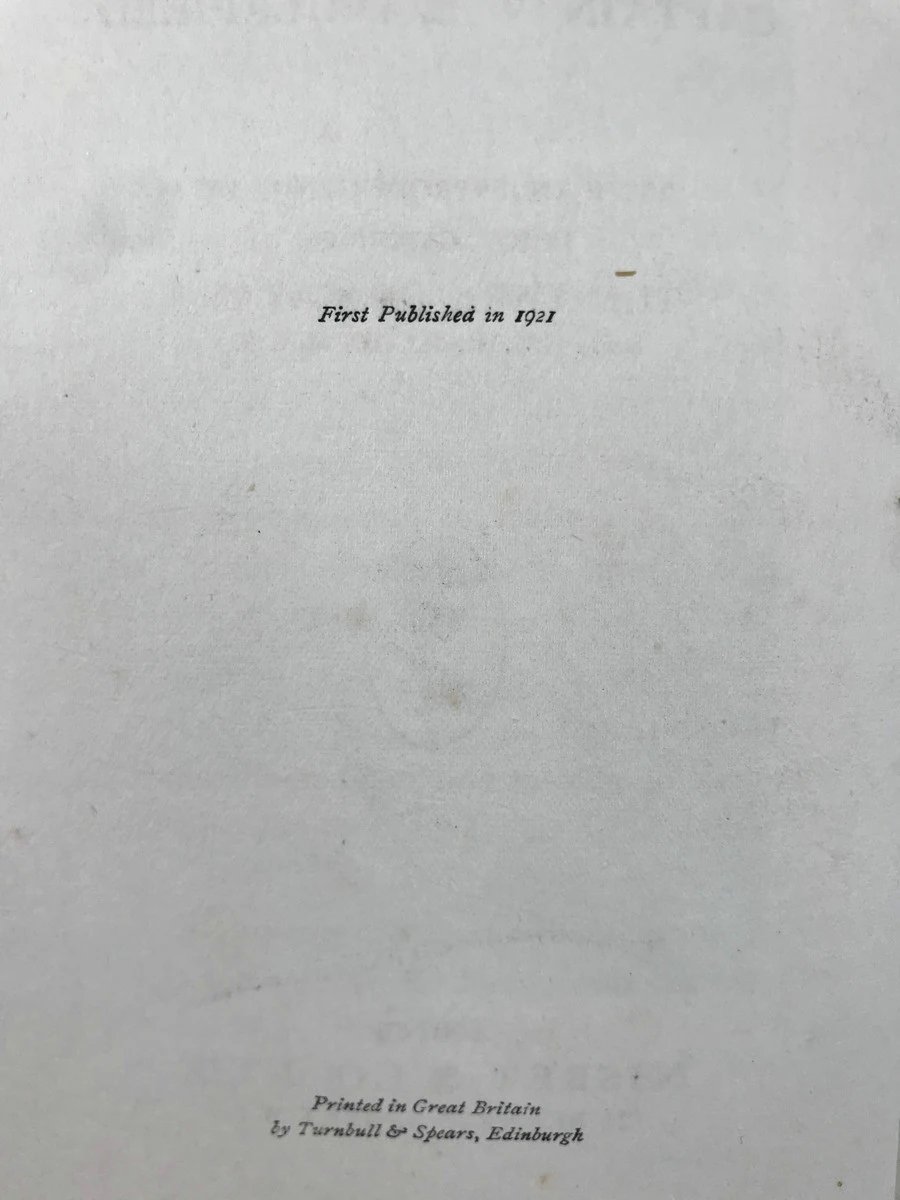 First Published in 1921
Printed in Great Britain
by Turnbull & Spears, Edinburgh